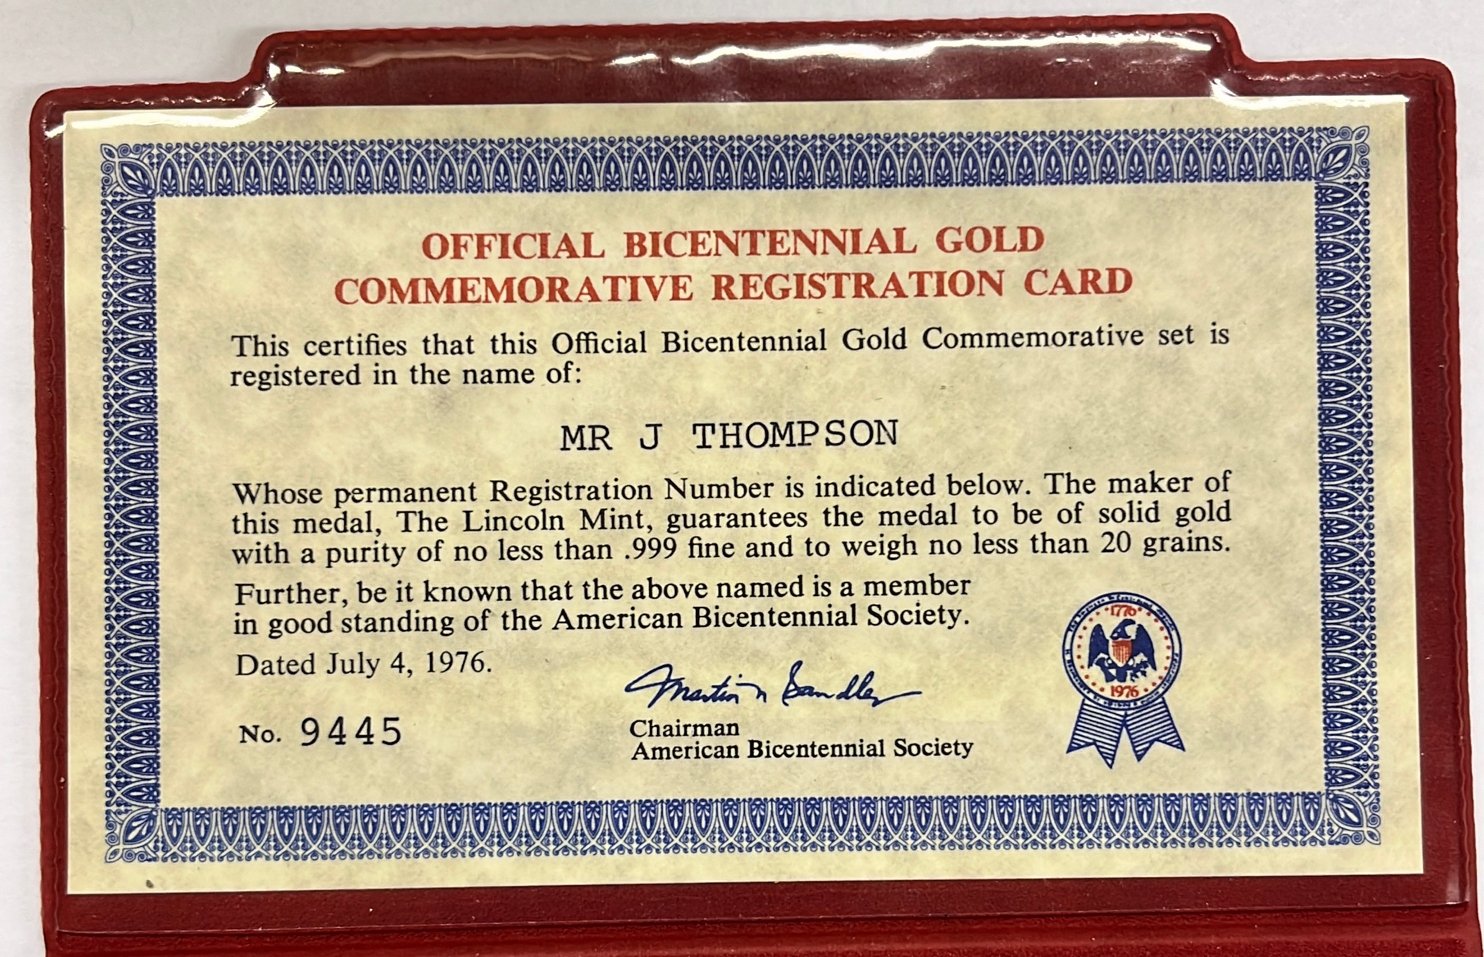 OFFICIAL BICENTENNIAL GOLD
COMMEMORATIVE REGISTRATION CARD
This certifies that this Official Bicentennial Gold Commemorative set is
registered in the name of:
MR J THOMPSON
Whose permanent Registration Number is indicated below. The maker of
this medal, The Lincoln Mint, guarantees the medal to be of solid gold
with a purity of no less than .999 fine and to weigh no less than 20 grains.
Further, be it known that the above named is a member
in good standing of the American Bicentennial Society.
Dated July 4, 1976.
No. 9445
Martin Sandler
Chairman
American Bicentennial Society
1776
1976